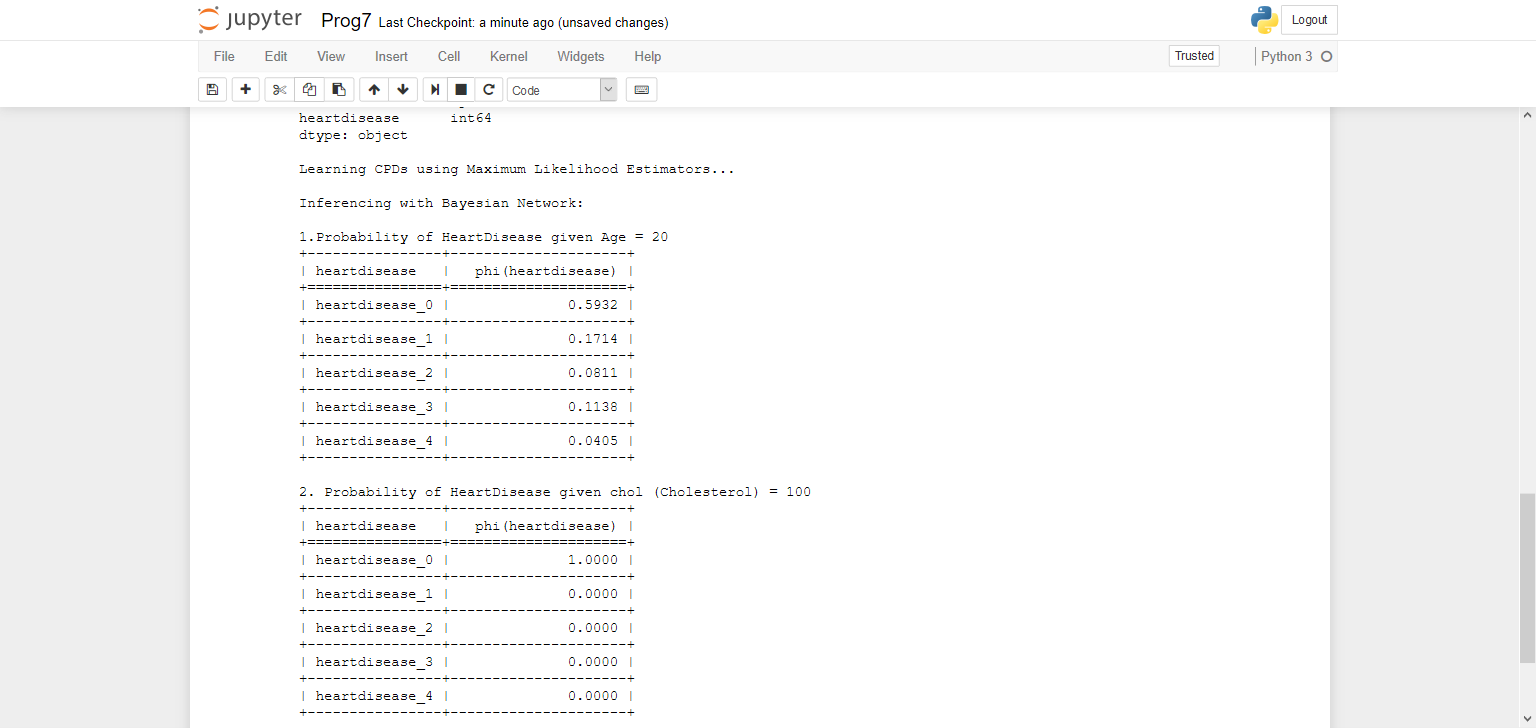 jupyter Prog7 Last Checkpoint: a minute ago (unsaved changes) Logout
File Edit View Insert Cell Kernel Widgets Help Trusted Python 3
Code
heartdisease      int64
dtype: object
Learning CPDs using Maximum Likelihood Estimators...
Inferencing with Bayesian Network:
1.Probability of HeartDisease given Age = 20
+----------------+---------------------+
| heartdisease   |   phi(heartdisease) |
+================+=====================+
| heartdisease_0 |              0.5932 |
+----------------+---------------------+
| heartdisease_1 |              0.1714 |
+----------------+---------------------+
| heartdisease_2 |              0.0811 |
+----------------+---------------------+
| heartdisease_3 |              0.1138 |
+----------------+---------------------+
| heartdisease_4 |              0.0405 |
+----------------+---------------------+
2. Probability of HeartDisease given chol (Cholesterol) = 100
+----------------+---------------------+
| heartdisease   |   phi(heartdisease) |
+================+=====================+
| heartdisease_0 |              1.0000 |
+----------------+---------------------+
| heartdisease_1 |              0.0000 |
+----------------+---------------------+
| heartdisease_2 |              0.0000 |
+----------------+---------------------+
| heartdisease_3 |              0.0000 |
+----------------+---------------------+
| heartdisease_4 |              0.0000 |
+----------------+---------------------+